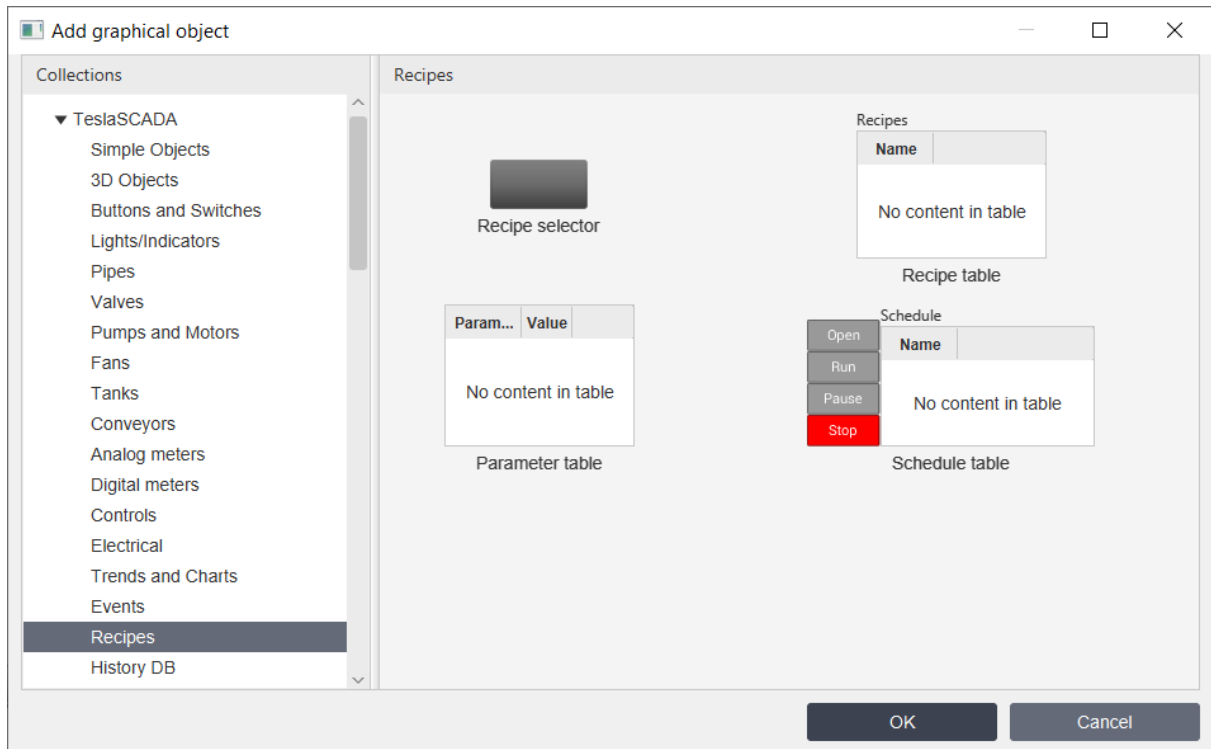 Add graphical object
Collections
TeslaSCADA
Simple Objects
3D Objects
Buttons and Switches
Lights/Indicators
Pipes
Valves
Pumps and Motors
Fans
Tanks
Conveyors
Analog meters
Digital meters
Controls
Electrical
Trends and Charts
Events
Recipes
History DB
Recipes
Recipe selector
Recipes
Name
No content in table
Recipe table
Param... Value
No content in table
Parameter table
Schedule
Open
Run
Pause
Stop
Name
No content in table
Schedule table
OK Cancel